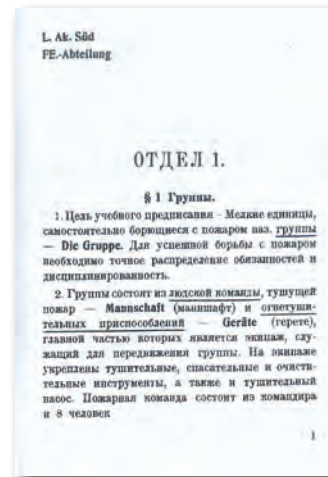 L. Ak. Süd
FE.-Abteilung
ОТДЕЛ 1.
§ 1 Группы.
1. Цель учебного предписания - Мелкие единицы,
самостоятельно борющиеся с пожаром наз. группы
— Die Gruppe. Для успешной борьбы с пожаром
необходимо точное распределение обязанностей и
дисциплинированность.
2. Группы состоят из людской команды, тушущей
пожар — Mannschaft (маншафт) и огнетуши-
тельных приспособлений — Geräte (герете),
главной частью которых является экипаж, слу-
жащий для передвижения группы. На экипаже
укреплены тушительные, спасательные и очисти-
тельные инструменты, а также и тушительный
насос. Пожарная команда состоит из командира
и 8 человек
1